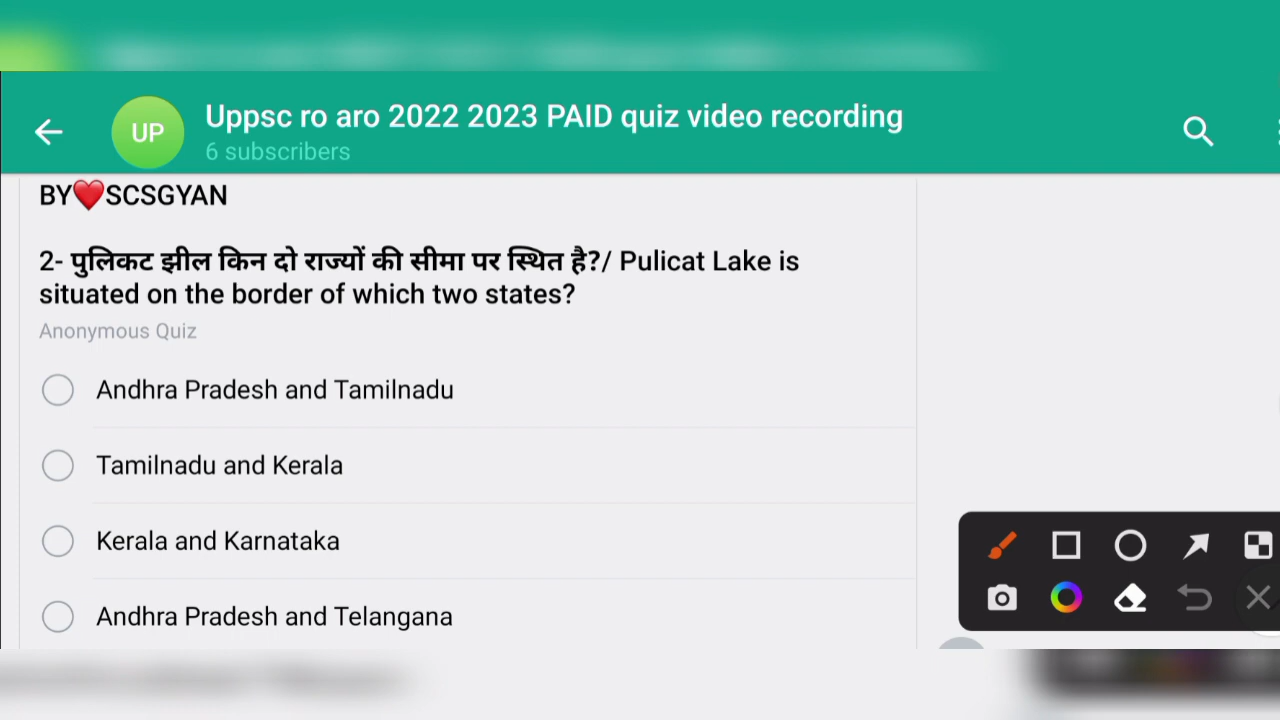 UP
Uppsc ro aro 2022 2023 PAID quiz video recording
6 subscribers
BY❤️SCSGYAN
2- पुलिकट झील किन दो राज्यों की सीमा पर स्थित है?/ Pulicat Lake is
situated on the border of which two states?
Anonymous Quiz
Andhra Pradesh and Tamilnadu
Tamilnadu and Kerala
Kerala and Karnataka
Andhra Pradesh and Telangana